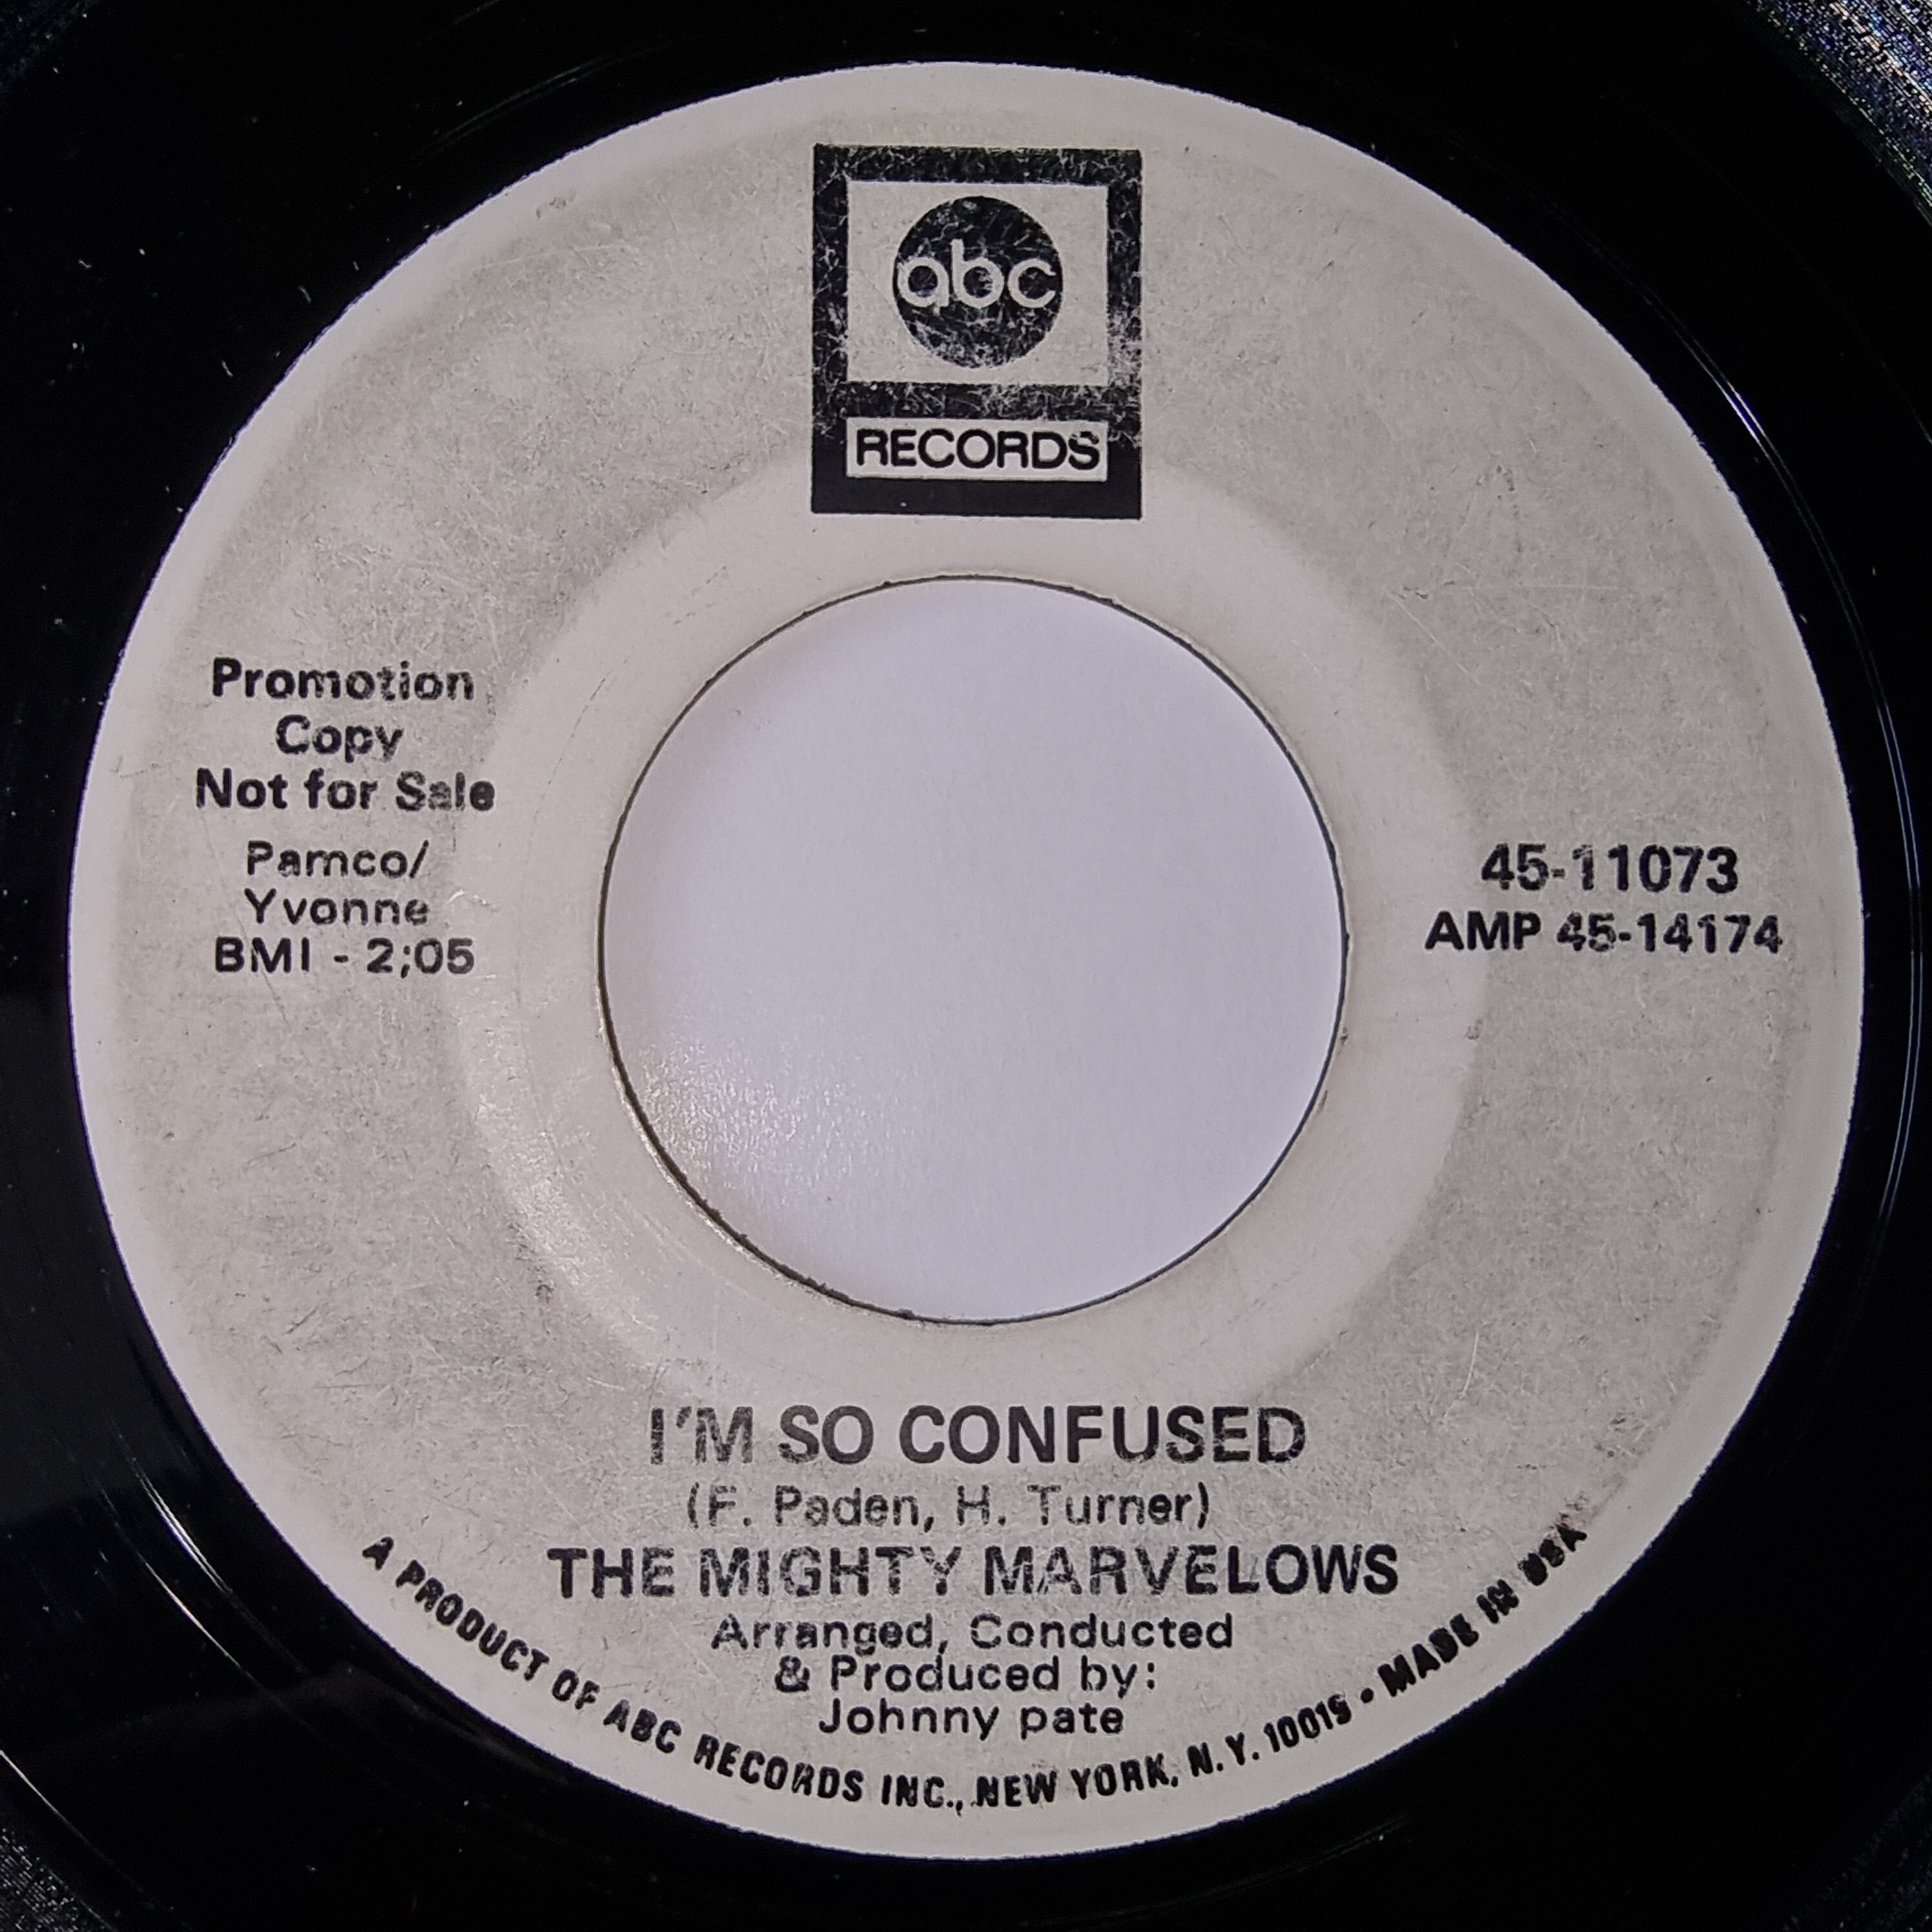 abc
RECORDS
Promotion
Copy
Not for Sale
Pamco/
Yvonne
BMI - 2;05
45-11073
AMP 45-14174
I'M SO CONFUSED
(F. Paden, H. Turner)
THE MIGHTY MARVELOWS
Arranged, Conducted
& Produced by:
Johnny pate
A PRODUCT OF ABC RECORDS INC., NEW YORK, N.Y. 10019 • MADE IN USA